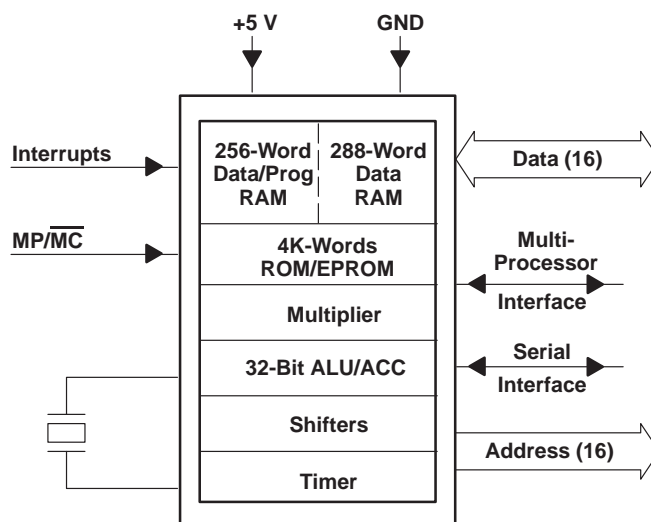 +5 V
GND
Interrupts
MP/M̅C̅
256-Word
Data/Prog
RAM
288-Word
Data
RAM
4K-Words
ROM/EPROM
Multiplier
32-Bit ALU/ACC
Shifters
Timer
Data (16)
Multi-
Processor
Interface
Serial
Interface
Address (16)